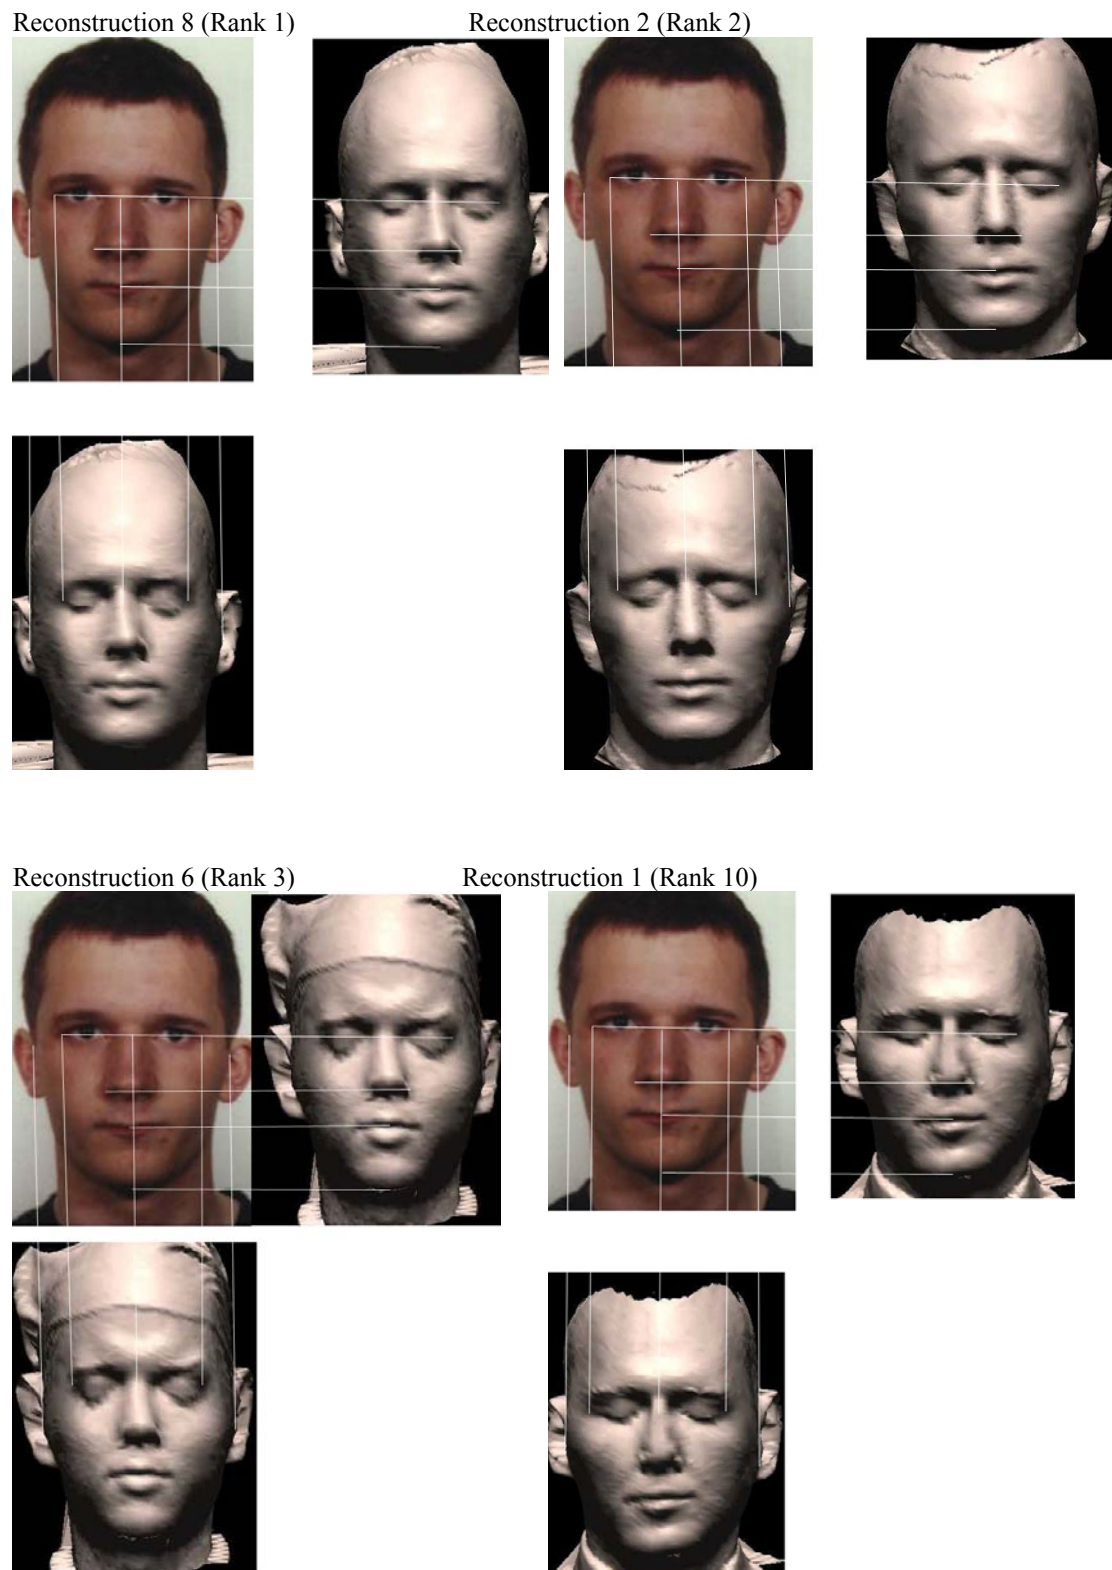 Reconstruction 8 (Rank 1)
Reconstruction 2 (Rank 2)
Reconstruction 6 (Rank 3)
Reconstruction 1 (Rank 10)